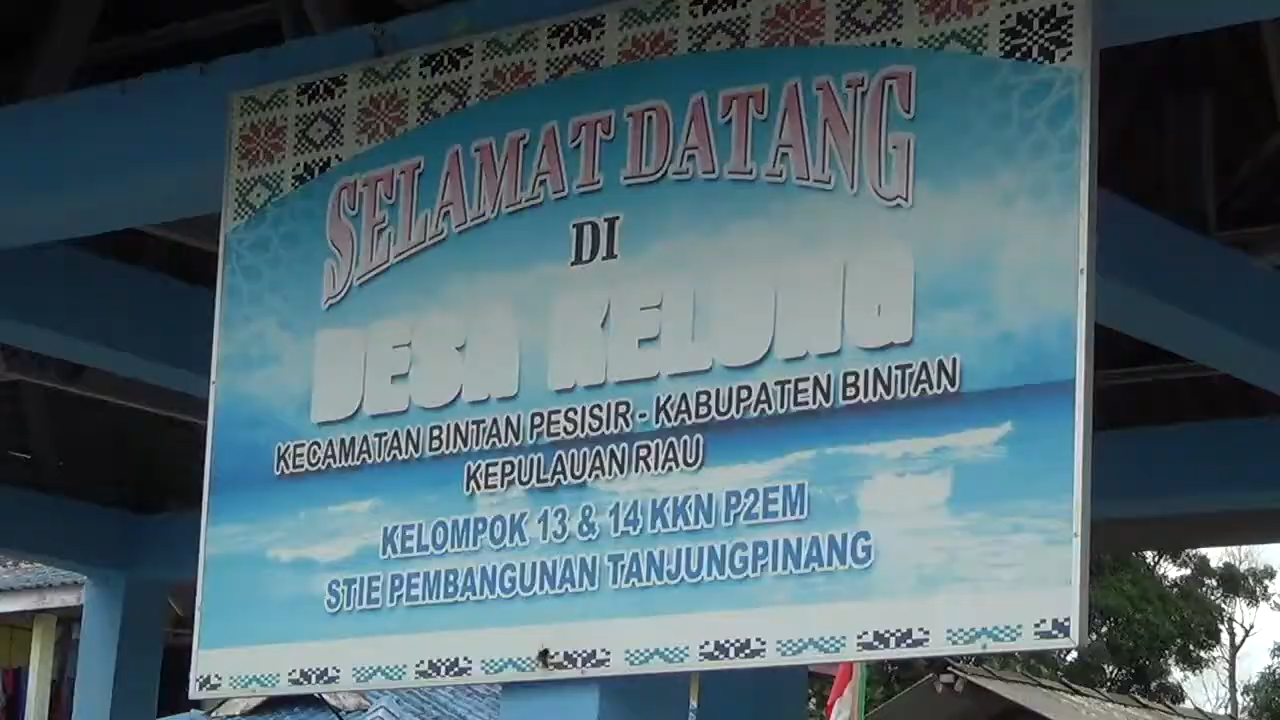 SELAMAT DATANG
DI
DESA KELONG
KECAMATAN BINTAN PESISIR - KABUPATEN BINTAN
KEPULAUAN RIAU
KELOMPOK 13 & 14 KKN P2EM
STIE PEMBANGUNAN TANJUNGPINANG